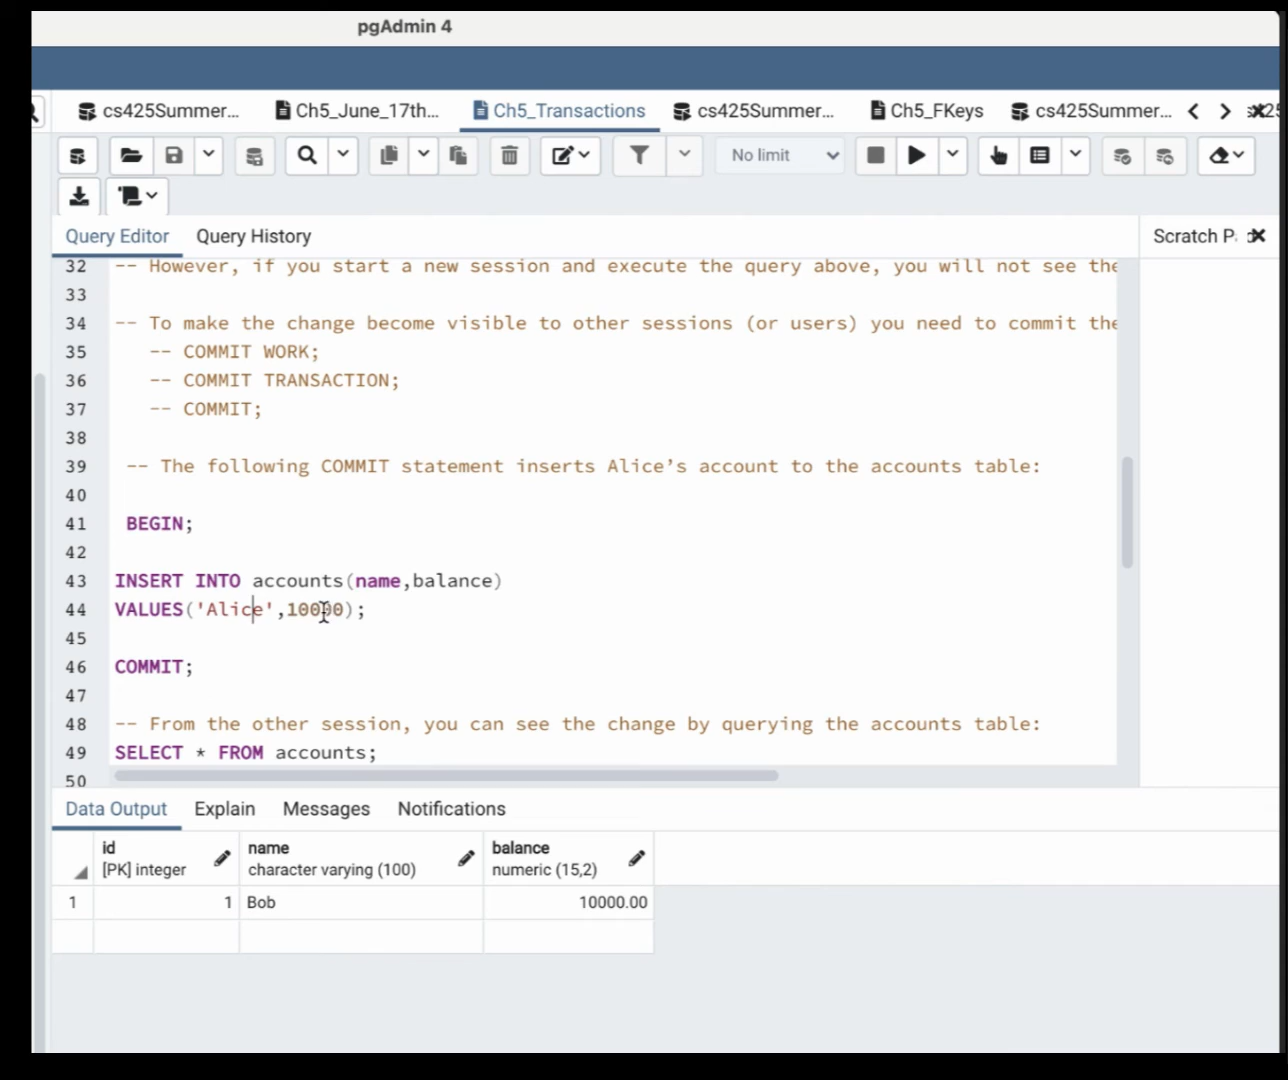 pgAdmin 4
cs425Summer... Ch5_June_17th... Ch5_Transactions cs425Summer... Ch5_FKeys cs425Summer...
No limit
Query Editor Query History Scratch P
32 -- However, if you start a new session and execute the query above, you will not see the
33
34 -- To make the change become visible to other sessions (or users) you need to commit the
35 -- COMMIT WORK;
36 -- COMMIT TRANSACTION;
37 -- COMMIT;
38
39 -- The following COMMIT statement inserts Alice’s account to the accounts table:
40
41 BEGIN;
42
43 INSERT INTO accounts(name,balance)
44 VALUES('Alice',10000);
45
46 COMMIT;
47
48 -- From the other session, you can see the change by querying the accounts table:
49 SELECT * FROM accounts;
50
Data Output Explain Messages Notifications
id name balance
[PK] integer character varying (100) numeric (15,2)
1 1 Bob 10000.00